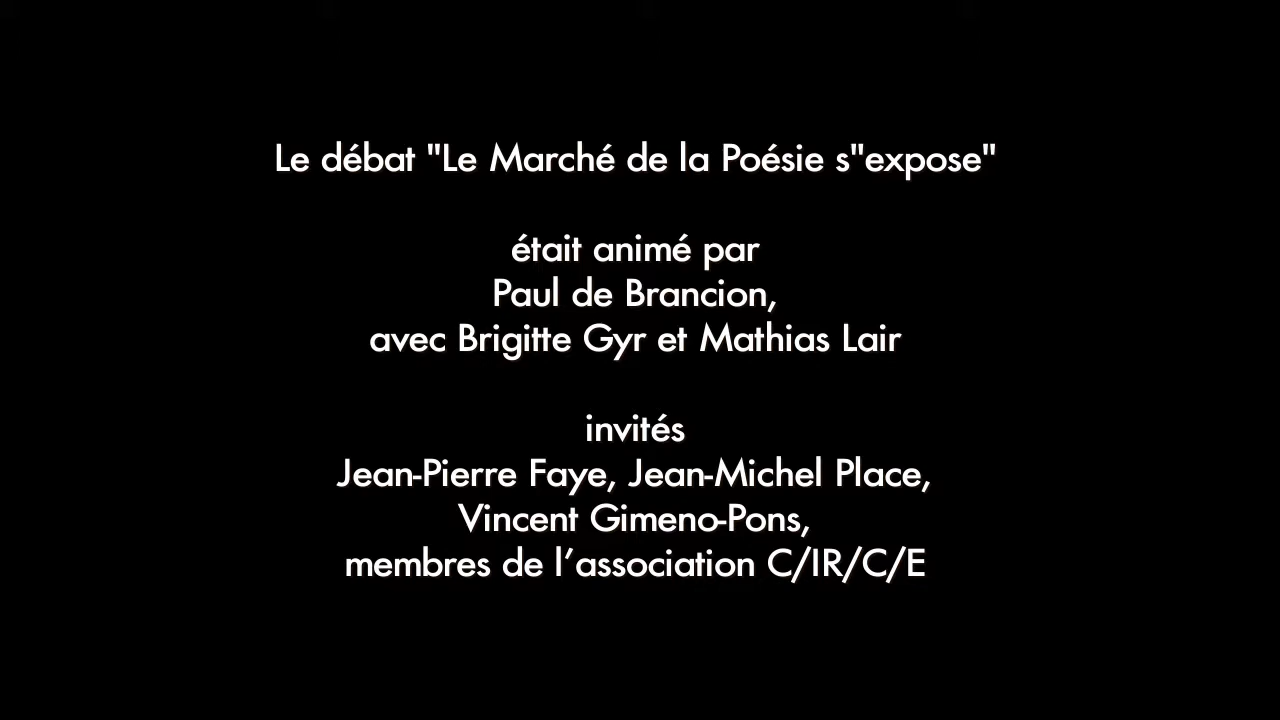 Le débat "Le Marché de la Poésie s"expose"
était animé par
Paul de Brancion,
avec Brigitte Gyr et Mathias Lair
invités
Jean-Pierre Faye, Jean-Michel Place,
Vincent Gimeno-Pons,
membres de l’association C/IR/C/E